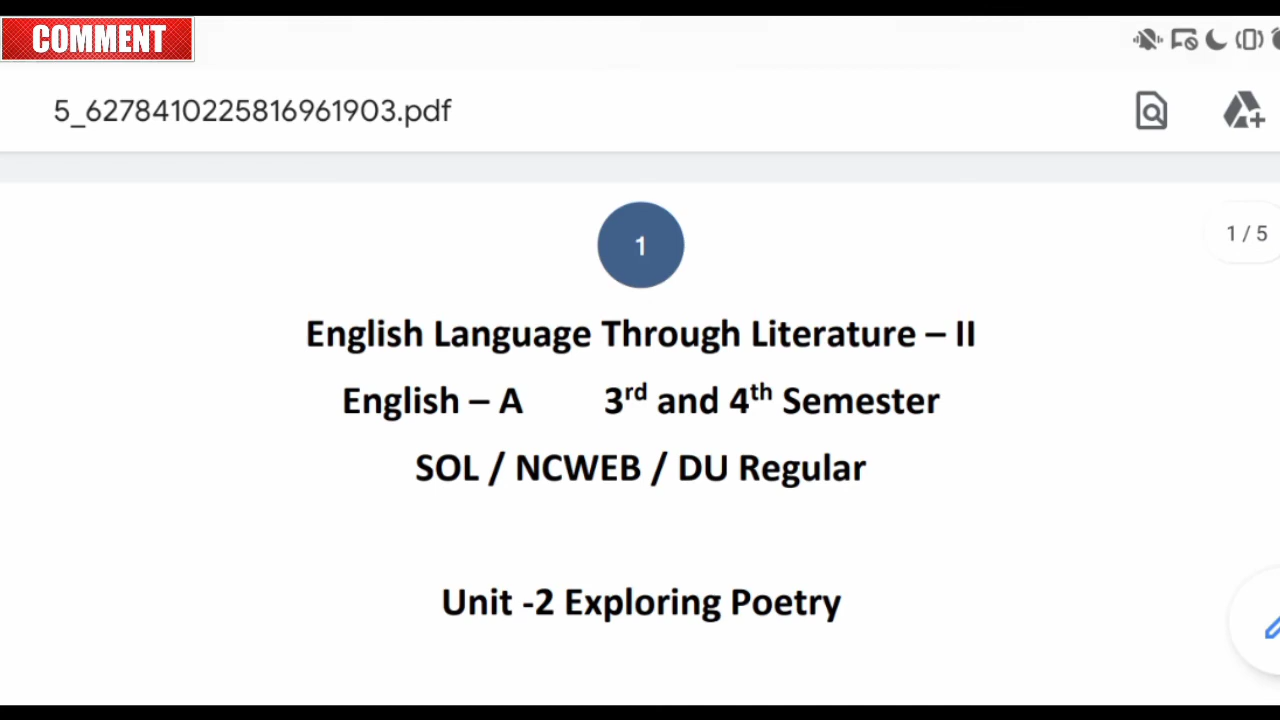 COMMENT
5_6278410225816961903.pdf
1
1 / 5
English Language Through Literature – II
English – A 3rd and 4th Semester
SOL / NCWEB / DU Regular
Unit -2 Exploring Poetry